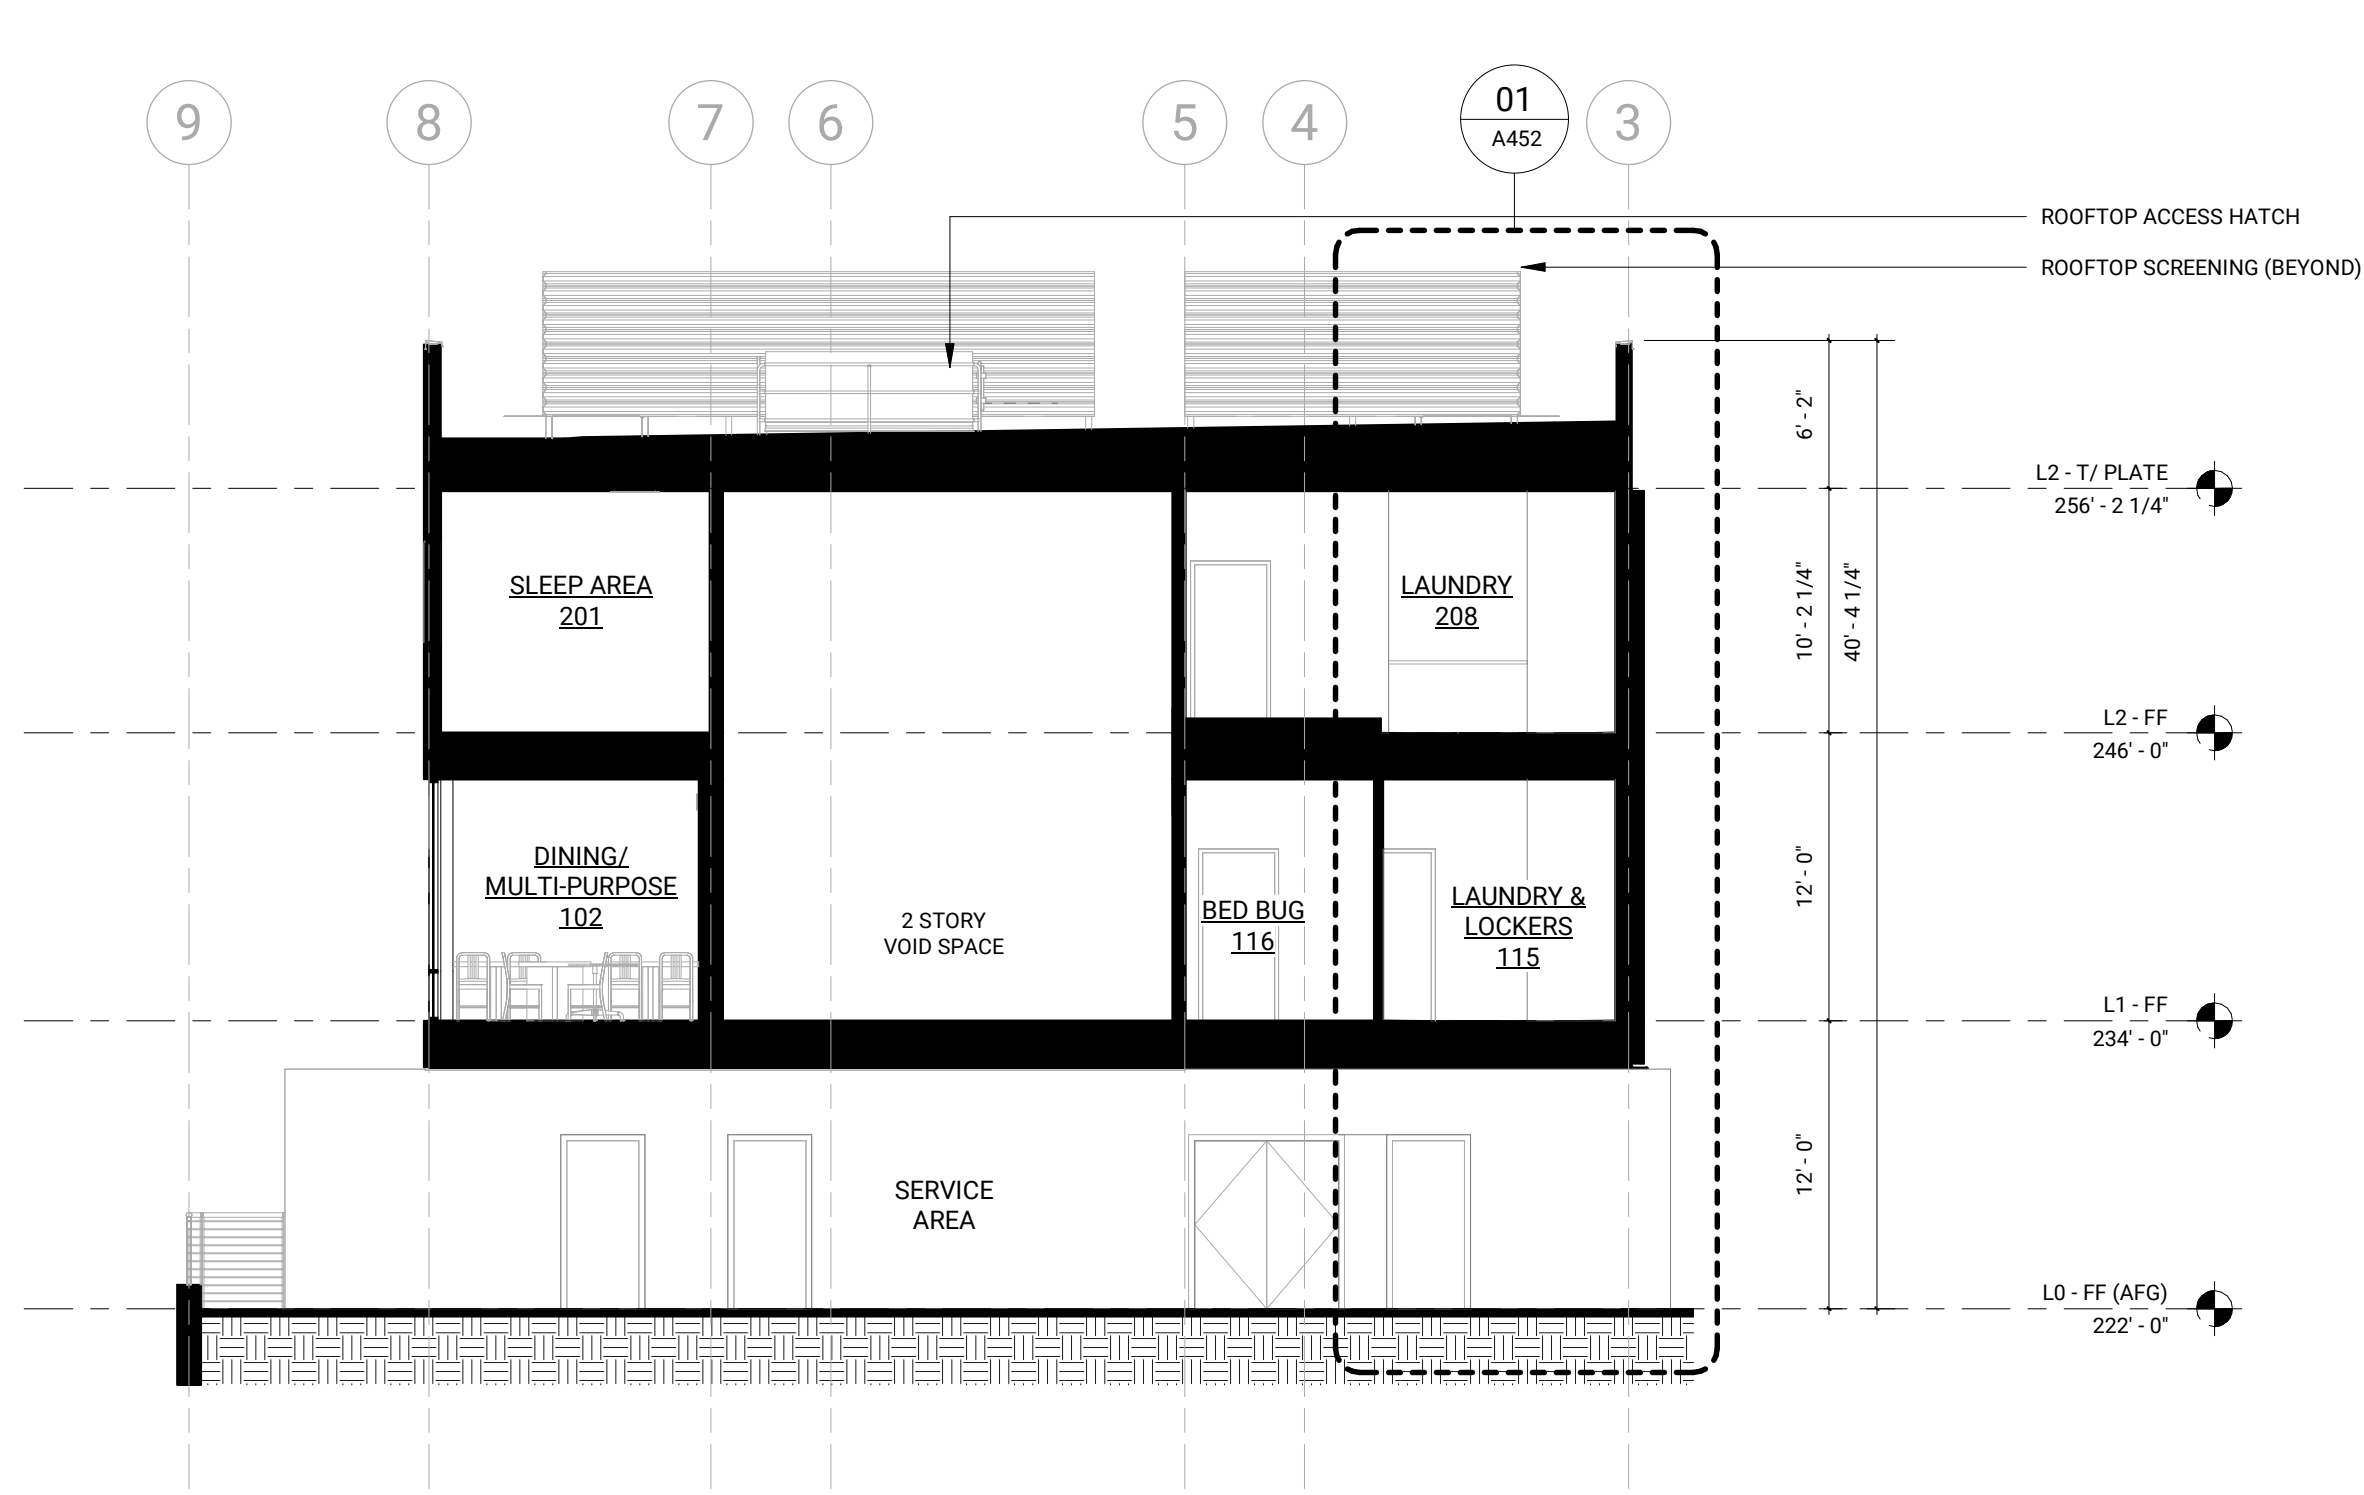 9
8
7
6
5
4
01
A452
3
ROOFTOP ACCESS HATCH
ROOFTOP SCREENING (BEYOND)
6' - 2"
L2 - T/ PLATE
256' - 2 1/4"
SLEEP AREA
201
LAUNDRY
208
10' - 2 1/4"
40' - 4 1/4"
L2 - FF
246' - 0"
DINING/
MULTI-PURPOSE
102
2 STORY
VOID SPACE
BED BUG
116
LAUNDRY &
LOCKERS
115
12' - 0"
L1 - FF
234' - 0"
SERVICE
AREA
12' - 0"
L0 - FF (AFG)
222' - 0"